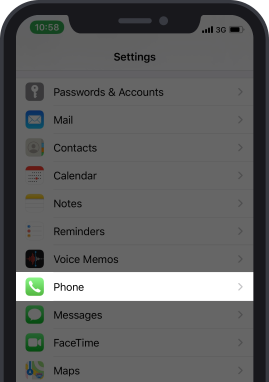 10:58
3G
Settings
Passwords & Accounts
Mail
Contacts
Calendar
Notes
Reminders
Voice Memos
Phone
Messages
FaceTime
Maps